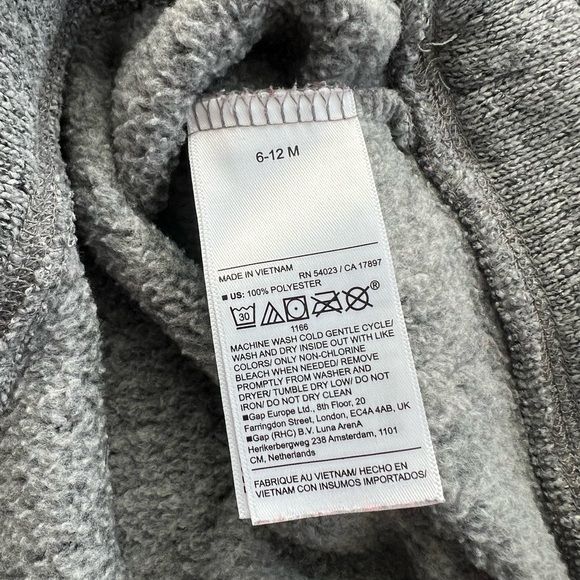 6-12 M
MADE IN VIETNAM RN 54023 / CA 17897
■ US: 100% POLYESTER
30 ®
1166
MACHINE WASH COLD GENTLE CYCLE/
WASH AND DRY INSIDE OUT WITH LIKE
COLORS/ ONLY NON-CHLORINE
BLEACH WHEN NEEDED/ REMOVE
PROMPTLY FROM WASHER AND
DRYER/ TUMBLE DRY LOW/ DO NOT
IRON/ DO NOT DRY CLEAN
■Gap Europe Ltd., 8th Floor, 20
Farringdon Street, London, EC4A 4AB, UK
■Gap (RHC) B.V. Luna ArenA
Herikerbergweg 238 Amsterdam, 1101
CM, Netherlands
FABRIQUE AU VIETNAM/ HECHO EN
VIETNAM CON INSUMOS IMPORTADOS/